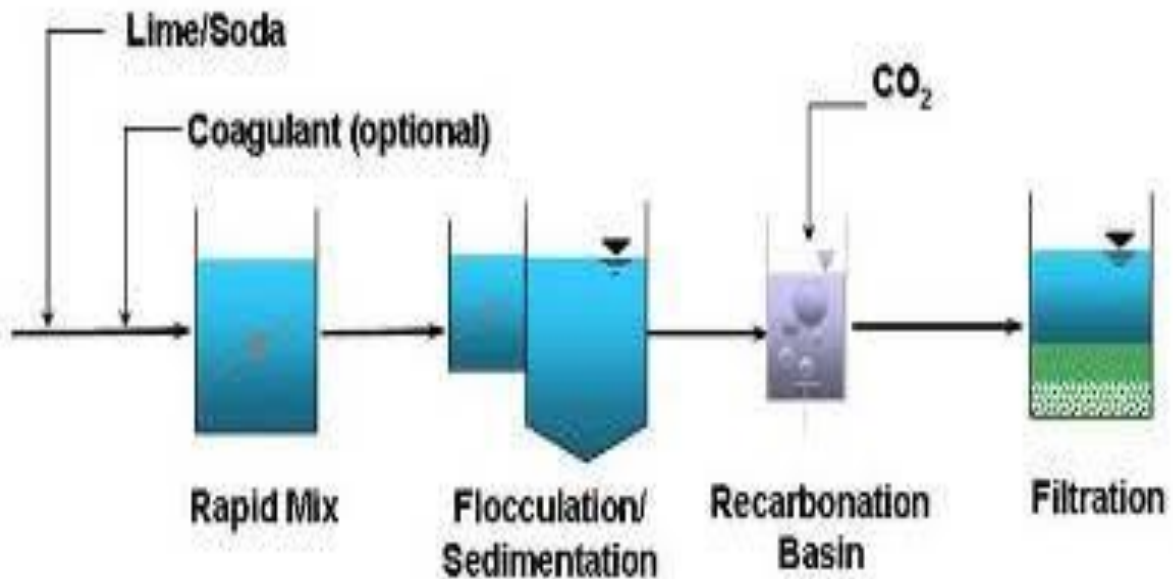 Lime/Soda
Coagulant (optional)
CO₂
Rapid Mix
Flocculation/
Sedimentation
Recarbonation
Basin
Filtration